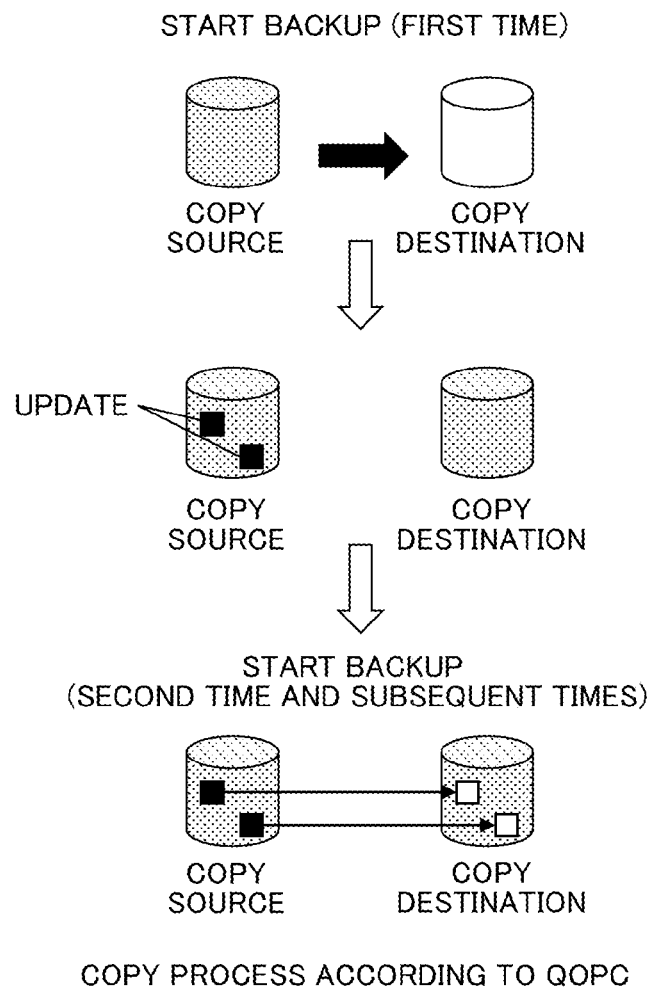 START BACKUP (FIRST TIME)
COPY SOURCE
COPY DESTINATION
UPDATE
COPY SOURCE
COPY DESTINATION
START BACKUP
(SECOND TIME AND SUBSEQUENT TIMES)
COPY SOURCE
COPY DESTINATION
COPY PROCESS ACCORDING TO QOPC